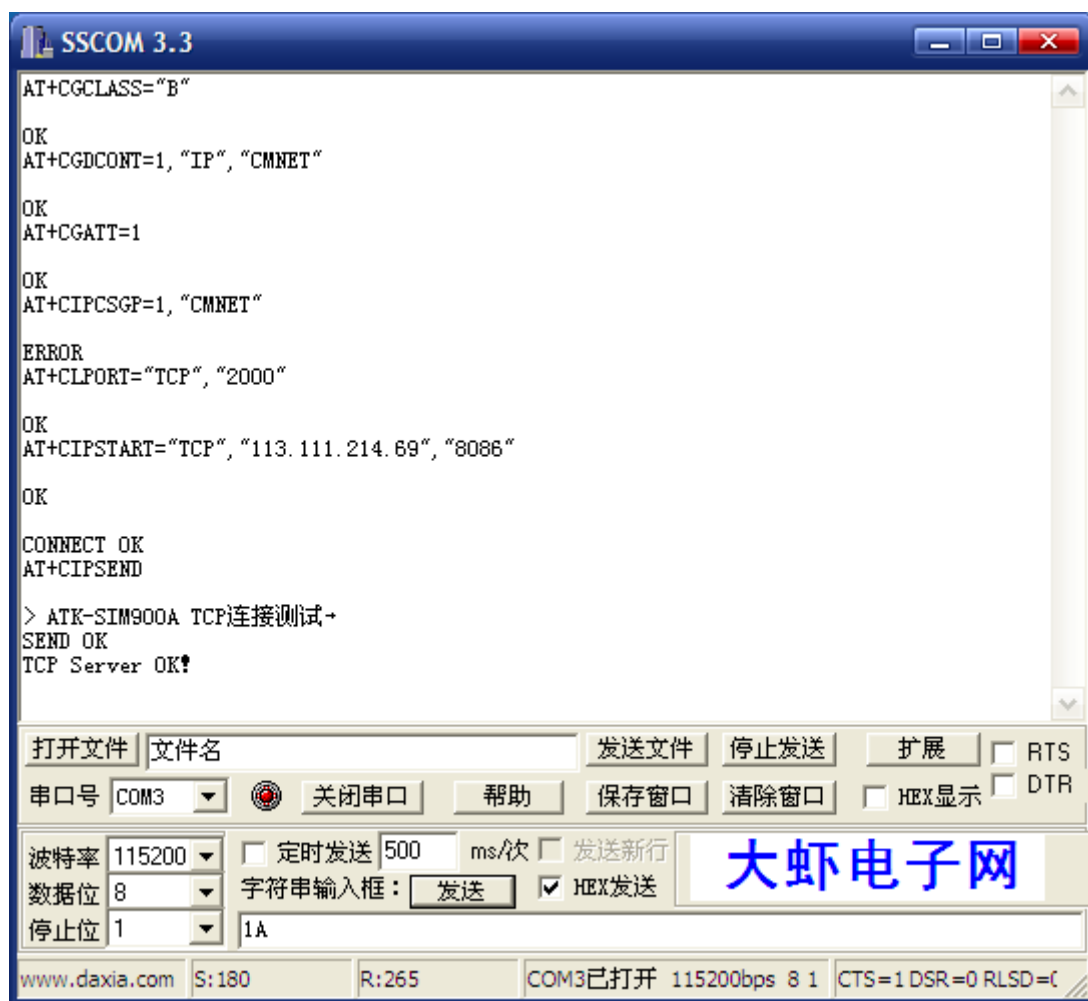 SSCOM 3.3
AT+CGCLASS="B"
OK
AT+CGDCONT=1,"IP","CMNET"
OK
AT+CGATT=1
OK
AT+CIPCSGP=1,"CMNET"
ERROR
AT+CLPORT="TCP","2000"
OK
AT+CIPSTART="TCP","113.111.214.69","8086"
OK
CONNECT OK
AT+CIPSEND
> ATK-SIM900A TCP连接测试→
SEND OK
TCP Server OK!
打开文件 文件名 发送文件 停止发送 扩展 RTS
串口号 COM3 关闭串口 帮助 保存窗口 清除窗口 HEX显示 DTR
波特率 115200 定时发送 500 ms/次 发送新行 大虾电子网
数据位 8 字符串输入框: 发送 HEX发送
停止位 1 1A
www.daxia.com S:180 R:265 COM3已打开 115200bps 8 1 CTS=1 DSR=0 RLSD=(